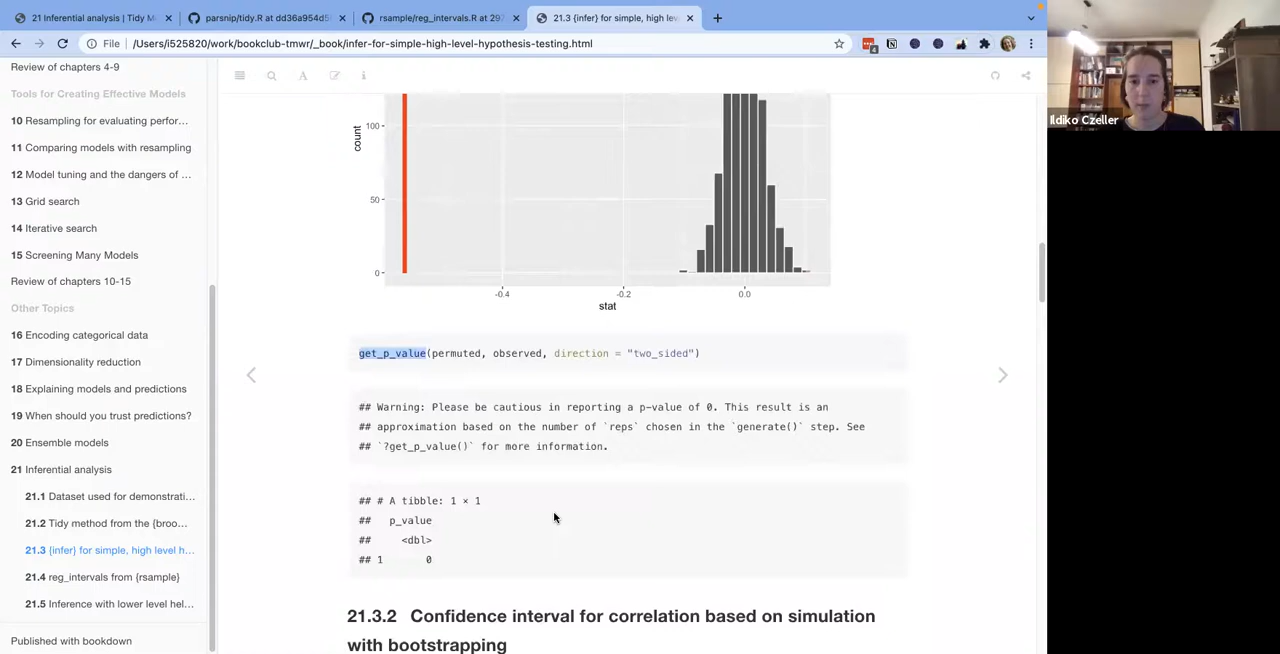 21 Inferential analysis | Tidy M
parsnip/tidy.R at dd36a954d5
rsample/reg_intervals.R at 297
21.3 {infer} for simple, high lev
File
/Users/i525820/work/bookclub-tmwr/_book/infer-for-simple-high-level-hypothesis-testing.html
4
Review of chapters 4-9
Tools for Creating Effective Models
10 Resampling for evaluating perfor…
11 Comparing models with resampling
12 Model tuning and the dangers of …
13 Grid search
14 Iterative search
15 Screening Many Models
Review of chapters 10-15
Other Topics
16 Encoding categorical data
17 Dimensionality reduction
18 Explaining models and predictions
19 When should you trust predictions?
20 Ensemble models
21 Inferential analysis
21.1 Dataset used for demonstrati…
21.2 Tidy method from the {broo…
21.3 {infer} for simple, high level h…
21.4 reg_intervals from {rsample}
21.5 Inference with lower level hel…
Published with bookdown
count
100
50
0
-0.4
-0.2
0.0
stat
get_p_value(permuted, observed, direction = "two_sided")
## Warning: Please be cautious in reporting a p-value of 0. This result is an
## approximation based on the number of `reps` chosen in the `generate()` step. See
## `?get_p_value()` for more information.
## # A tibble: 1 × 1
##   p_value
##     <dbl>
## 1       0
21.3.2 Confidence interval for correlation based on simulation
with bootstrapping
Ildiko Czeller